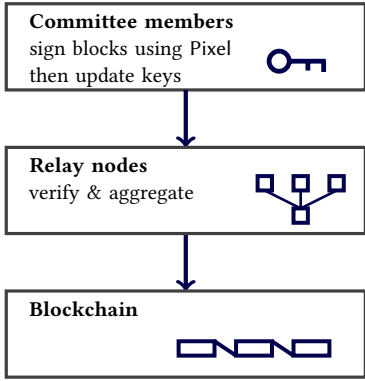 Committee members
sign blocks using Pixel
then update keys
Relay nodes
verify & aggregate
Blockchain